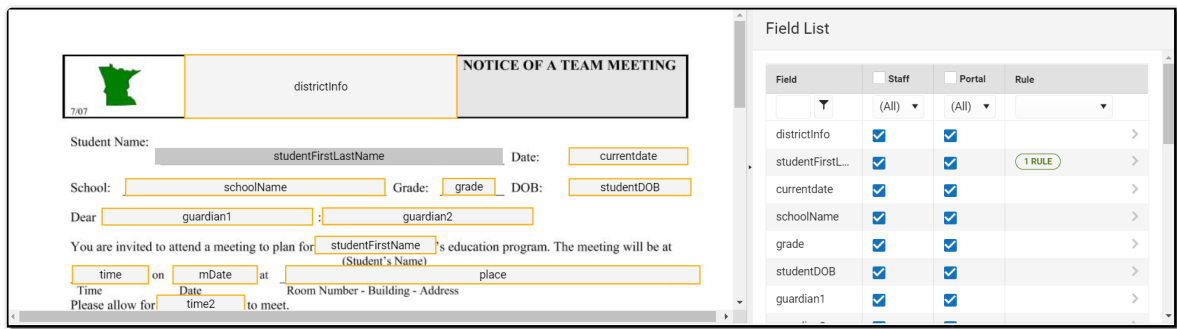 districtInfo
NOTICE OF A TEAM MEETING
7/07
Student Name:
studentFirstLastName
Date:
currentdate
School:
schoolName
Grade:
grade
DOB:
studentDOB
Dear
guardian1
:
guardian2
You are invited to attend a meeting to plan for studentFirstName 's education program. The meeting will be at
(Student's Name)
time on mDate at place
Time Date Room Number - Building - Address
Please allow for time2 to meet.
Field List
Field Staff Portal Rule
(All) (All)
districtInfo
studentFirstL... 1 RULE
currentdate
schoolName
grade
studentDOB
guardian1